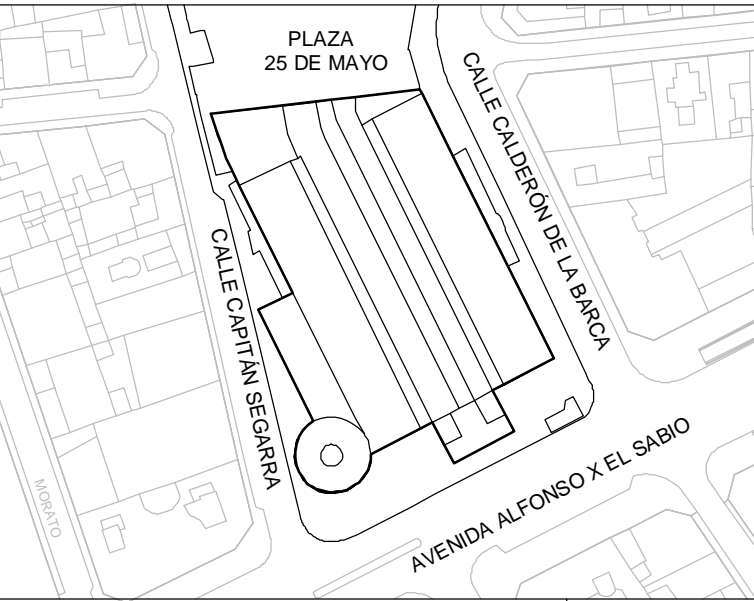 PLAZA
25 DE MAYO
CALLE CALDERÓN DE LA BARCA
CALLE CAPITÁN SEGARRA
MORATO
AVENIDA ALFONSO X EL SABIO